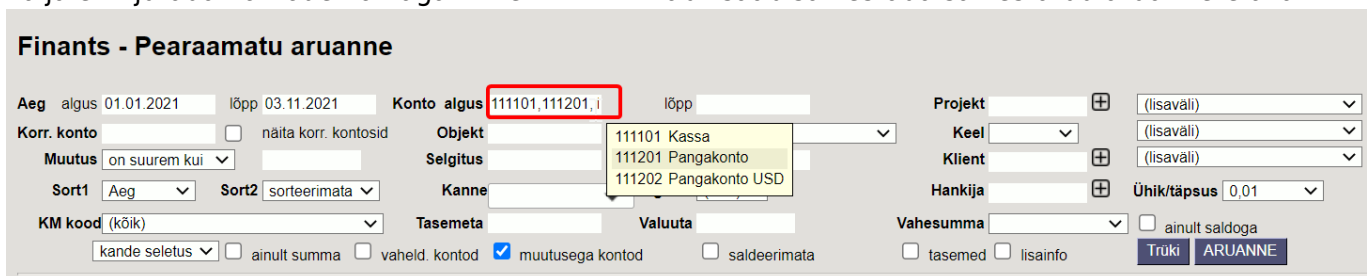 Finants - Pearaamatu aruanne
Aeg algus 01.01.2021 lõpp 03.11.2021 Konto algus 111101,111201, lõpp Projekt (lisaväli)
Korr. konto näita korr. kontosid Objekt Keel (lisaväli)
111101 Kassa
111201 Pangakonto
111202 Pangakonto USD
Muutus on suurem kui Selgitus Klient (lisaväli)
Sort1 Aeg Sort2 sorteerimata Kanne Hankija Ühik/täpsus 0,01
KM kood (kõik) Tasemeta Valuuta Vahesumma ainult saldoga
kande seletus ainult summa vaheld. kontod muutusega kontod saldeerimata tasemed lisainfo Trüki ARUANNE